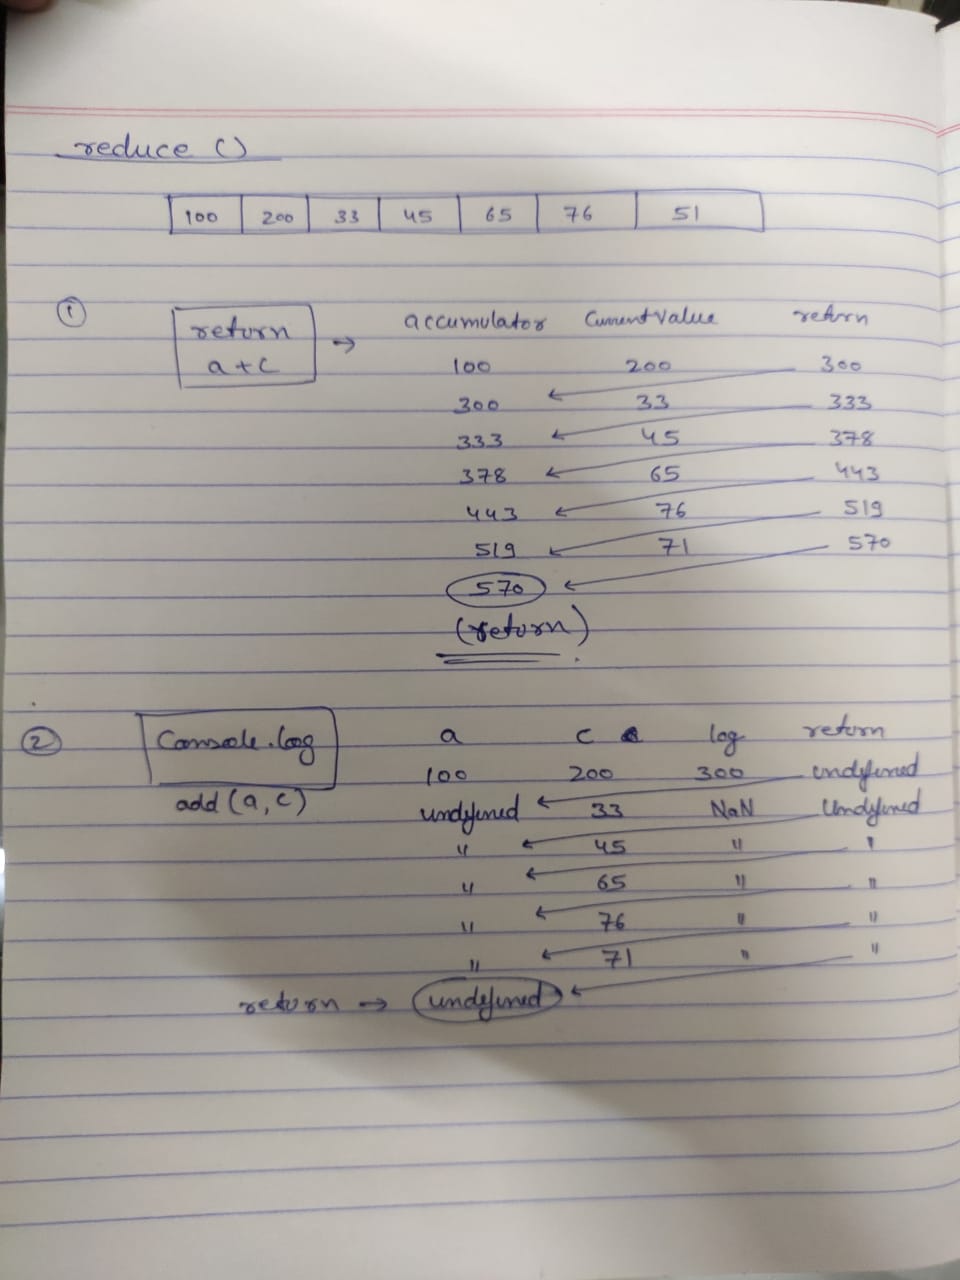 reduce ()
100 200 33 45 65 76 51
① return a + c → accumulator CurrentValue return
100 200 300
300 33 333
333 45 378
378 65 443
443 76 519
519 71 570
570
(return)
② Console.log a c log return
100 200 300 undefined
add (a, c) undefined 33 NaN Undefined
" 45 " "
" 65 " "
" 76 " "
" 71 " "
return → undefined